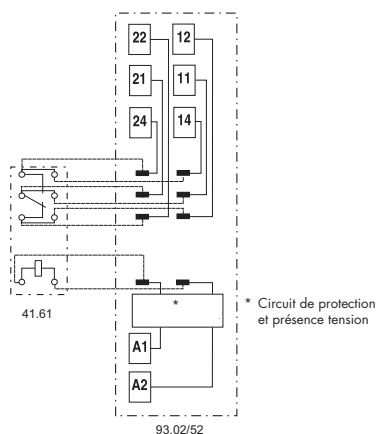 22 12
21 11
24 14
41.61
*
* Circuit de protection
et présence tension
A1
A2
93.02/52